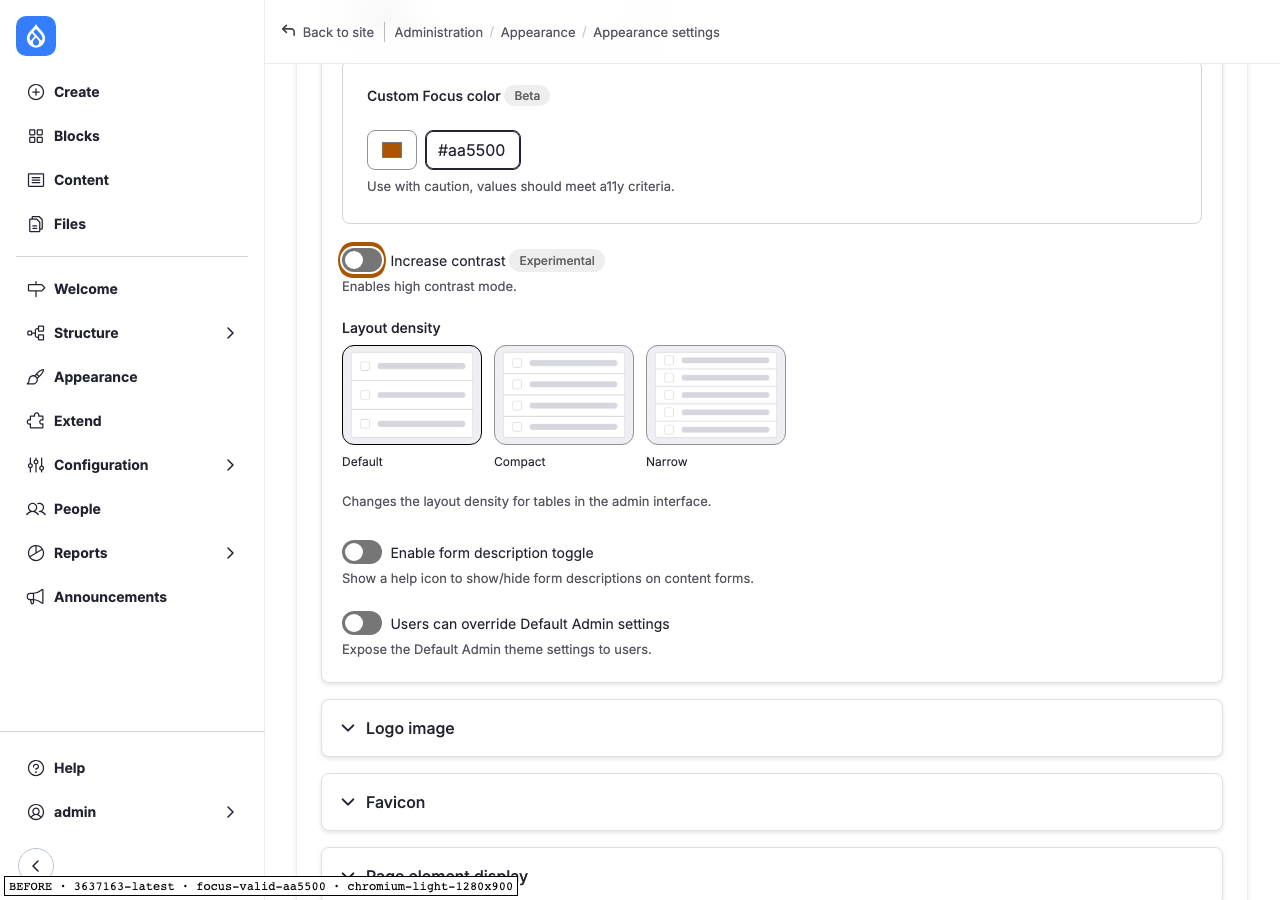 Create
Blocks
Content
Files
Welcome
Structure
Appearance
Extend
Configuration
People
Reports
Announcements
Help
admin
Back to site
Administration / Appearance / Appearance settings
Custom Focus color Beta
#aa5500
Use with caution, values should meet a11y criteria.
Increase contrast Experimental
Enables high contrast mode.
Layout density
Default
Compact
Narrow
Changes the layout density for tables in the admin interface.
Enable form description toggle
Show a help icon to show/hide form descriptions on content forms.
Users can override Default Admin settings
Expose the Default Admin theme settings to users.
Logo image
Favicon
Page element display
BEFORE · 3637163-latest · focus-valid-aa5500 · chromium-light-1280x900